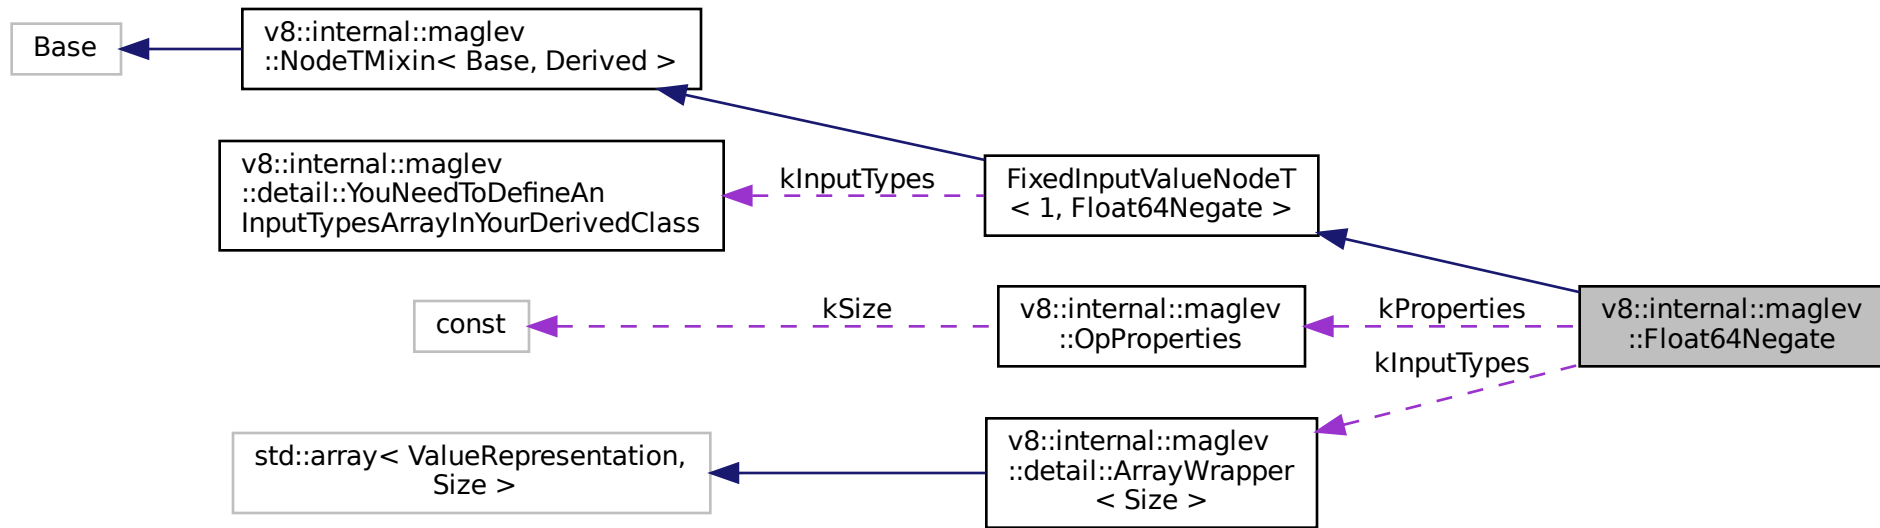 Base
v8::internal::maglev
::NodeTMixin< Base, Derived >
v8::internal::maglev
::detail::YouNeedToDefineAn
InputTypesArrayInYourDerivedClass
kInputTypes
FixedInputValueNodeT
< 1, Float64Negate >
const
kSize
v8::internal::maglev
::OpProperties
kProperties
v8::internal::maglev
::Float64Negate
kInputTypes
std::array< ValueRepresentation,
Size >
v8::internal::maglev
::detail::ArrayWrapper
< Size >